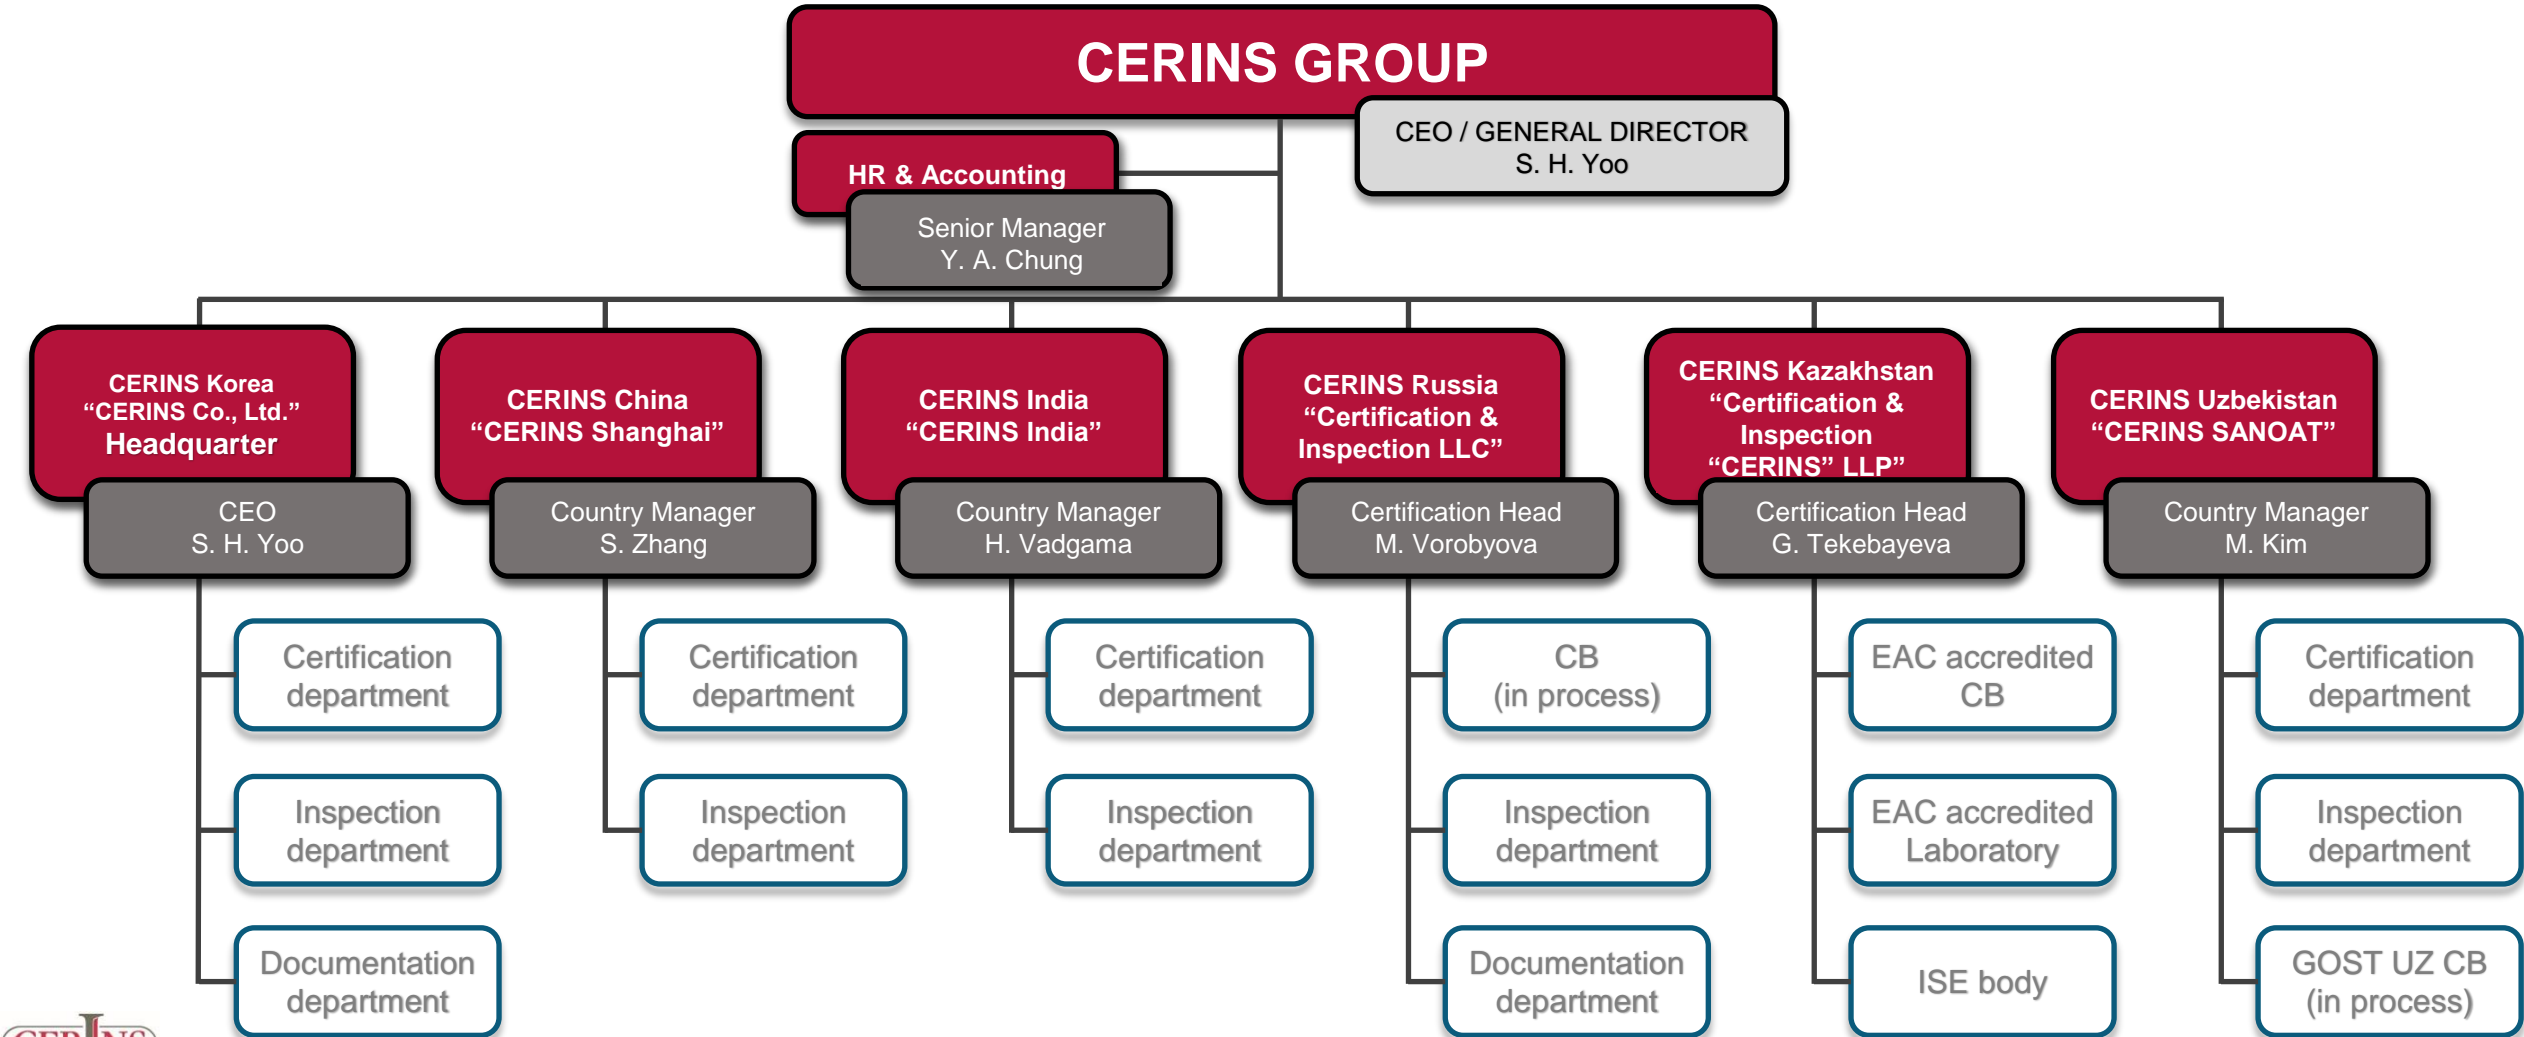 CERINS GROUP
CEO / GENERAL DIRECTOR
S. H. Yoo
HR & Accounting
Senior Manager
Y. A. Chung
CERINS Korea
“CERINS Co., Ltd.”
Headquarter
CEO
S. H. Yoo
Certification
department
Inspection
department
Documentation
department
CERINS China
“CERINS Shanghai”
Country Manager
S. Zhang
Certification
department
Inspection
department
CERINS India
“CERINS India”
Country Manager
H. Vadgama
Certification
department
Inspection
department
CERINS Russia
“Certification &
Inspection LLC”
Certification Head
M. Vorobyova
CB
(in process)
Inspection
department
Documentation
department
CERINS Kazakhstan
“Certification &
Inspection
“CERINS” LLP”
Certification Head
G. Tekebayeva
EAC accredited
CB
EAC accredited
Laboratory
ISE body
CERINS Uzbekistan
“CERINS SANOAT”
Country Manager
M. Kim
Certification
department
Inspection
department
GOST UZ CB
(in process)
CERINS